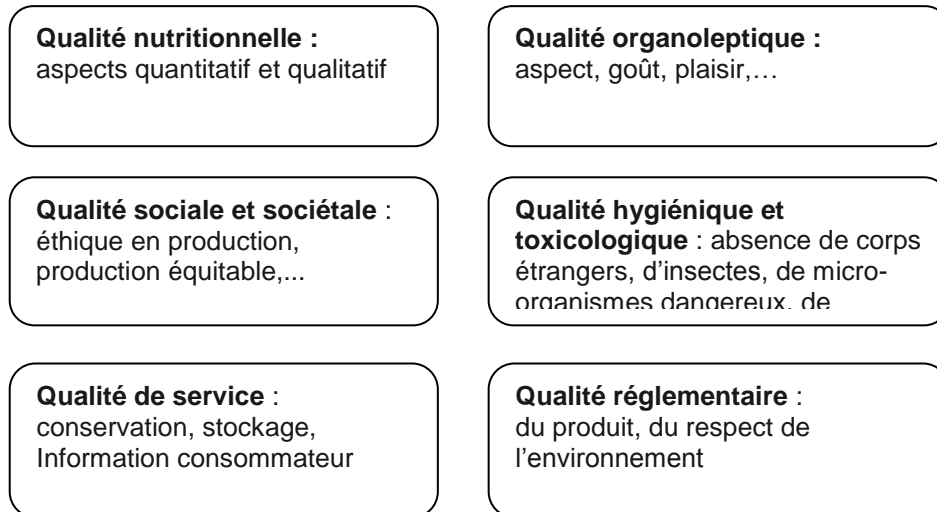 Qualité nutritionnelle :
aspects quantitatif et qualitatif
Qualité organoleptique :
aspect, goût, plaisir,…
Qualité sociale et sociétale :
éthique en production,
production équitable,...
Qualité hygiénique et
toxicologique : absence de corps
étrangers, d’insectes, de micro-
organismes dangereux, de
Qualité de service :
conservation, stockage,
Information consommateur
Qualité réglementaire :
du produit, du respect de
l’environnement